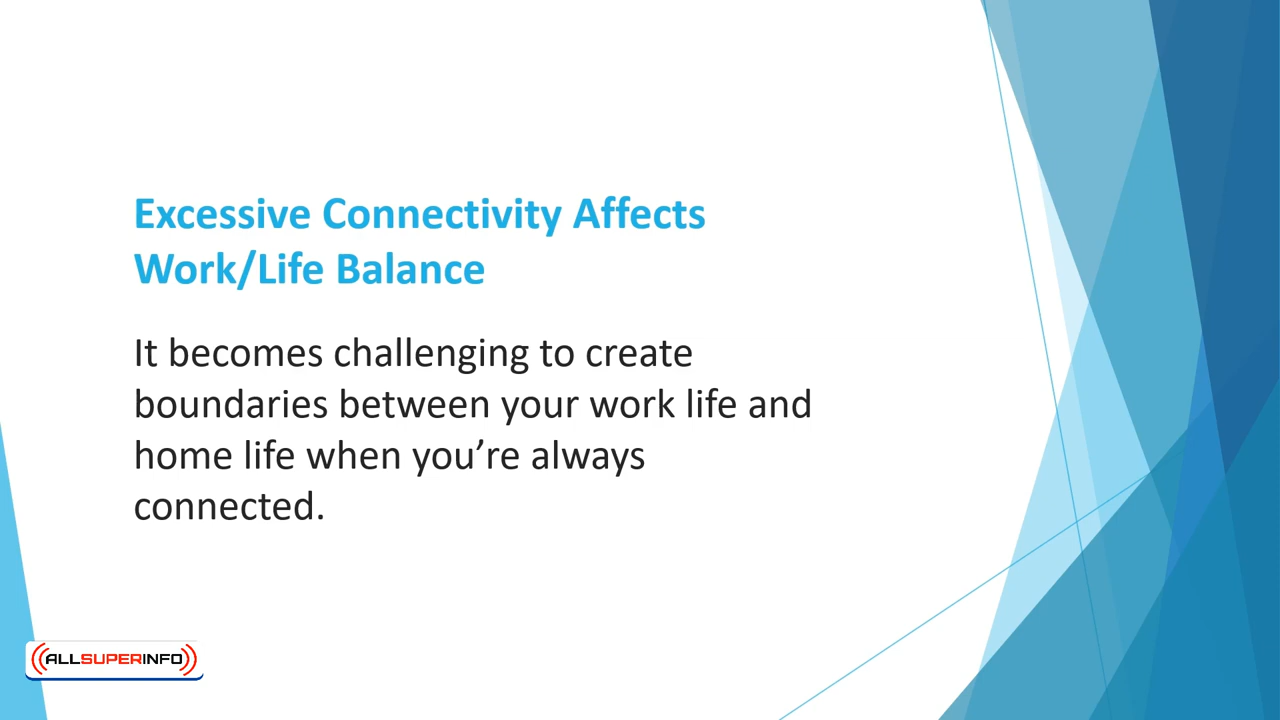 Excessive Connectivity Affects
Work/Life Balance
It becomes challenging to create
boundaries between your work life and
home life when you’re always
connected.
ALLSUPERINFO